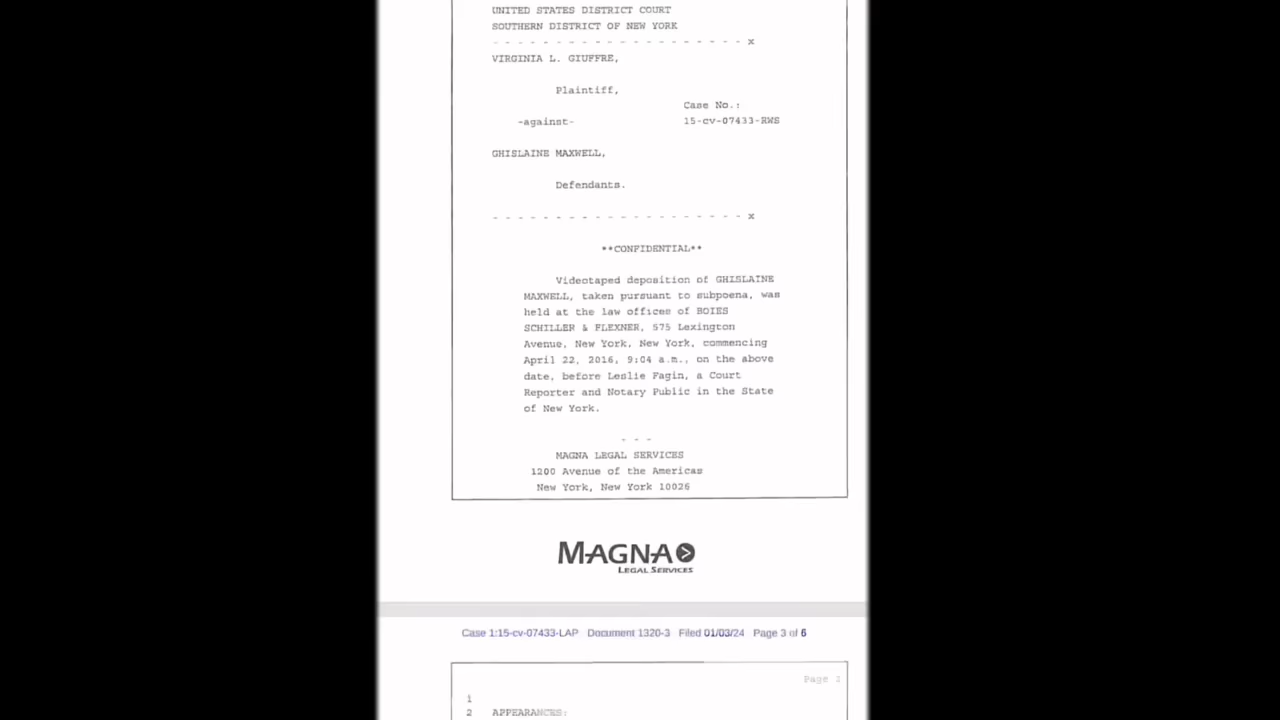 UNITED STATES DISTRICT COURT
SOUTHERN DISTRICT OF NEW YORK
- - - - - - - - - - - - - - - - - - - - x
VIRGINIA L. GIUFFRE,
Plaintiff,
Case No.:
-against- 15-cv-07433-RWS
GHISLAINE MAXWELL,
Defendants.
- - - - - - - - - - - - - - - - - - - - x
**CONFIDENTIAL**
Videotaped deposition of GHISLAINE
MAXWELL, taken pursuant to subpoena, was
held at the law offices of BOIES
SCHILLER & FLEXNER, 575 Lexington
Avenue, New York, New York, commencing
April 22, 2016, 9:04 a.m., on the above
date, before Leslie Fagin, a Court
Reporter and Notary Public in the State
of New York.
- - -
MAGNA LEGAL SERVICES
1200 Avenue of the Americas
New York, New York 10026
MAGNA
LEGAL SERVICES
Case 1:15-cv-07433-LAP Document 1320-3 Filed 01/03/24 Page 3 of 6
Page 2
1
2 APPEARANCES: